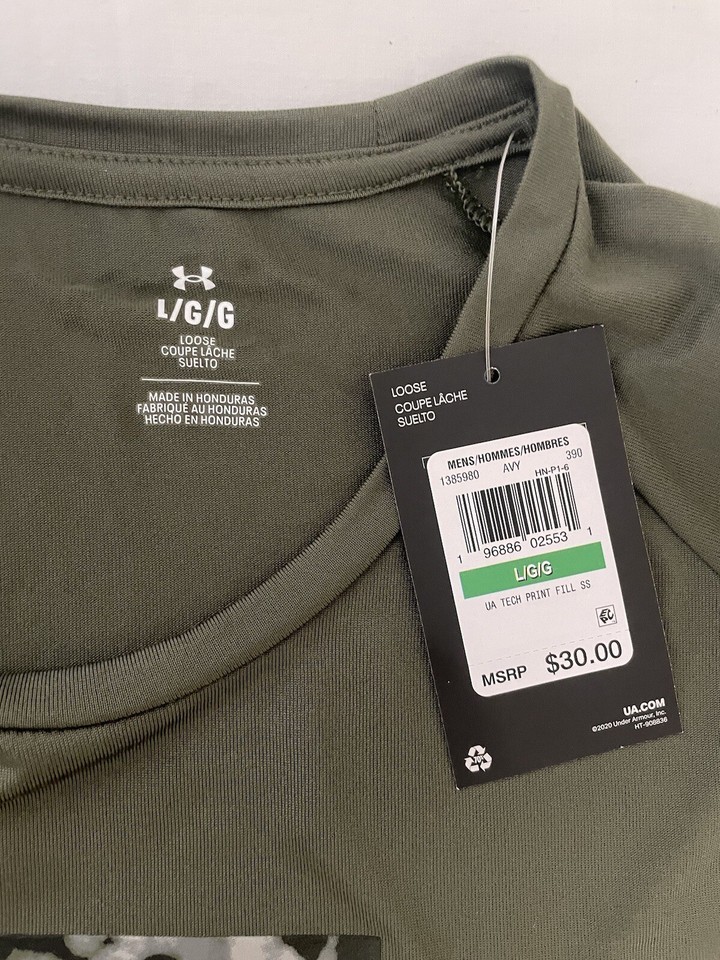 L/G/G
LOOSE
COUPE LÂCHE
SUELTO
MADE IN HONDURAS
FABRIQUÉ AU HONDURAS
HECHO EN HONDURAS
LOOSE
COUPE LÂCHE
SUELTO
MENS/HOMMES/HOMBRES
1385980 AVY 390
HN-P1-6
1 96886 02553 1
L/G/G
UA TECH PRINT FILL SS
MSRP $30.00
UA.COM
©2020 Under Armour, Inc.
HT-908836